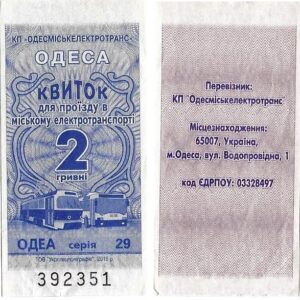 КП "ОДЕСМІСЬКЕЛЕКТРОТРАНС"
ОДЕСА
КВИТОК
для проїзду в
міському електротранспорті
2
гривні
ОДЕА серія 29
392351
Перевізник:
КП "Одесміськелектротранс"
Місцезнаходження:
65007, Україна,
м.Одеса, вул. Водопровідна, 1
код ЄДРПОУ: 03328497